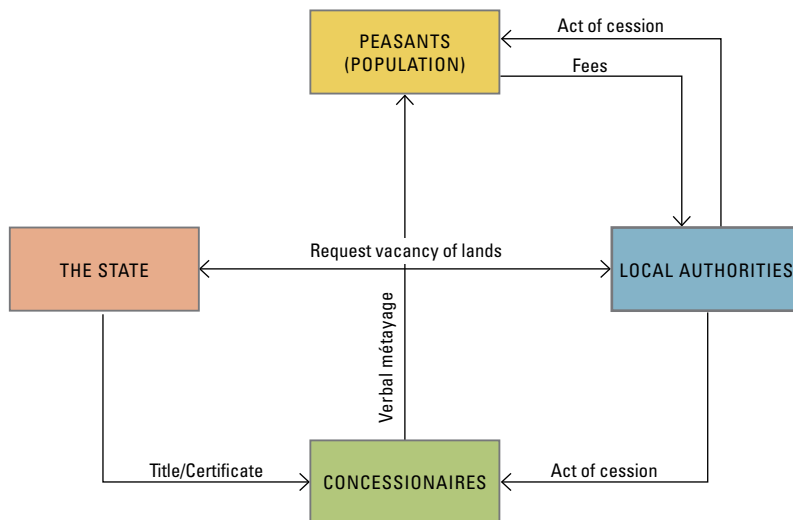 Act of cession
PEASANTS
(POPULATION)
Fees
Request vacancy of lands
THE STATE
LOCAL AUTHORITIES
Verbal métayage
Title/Certificate
CONCESSIONAIRES
Act of cession